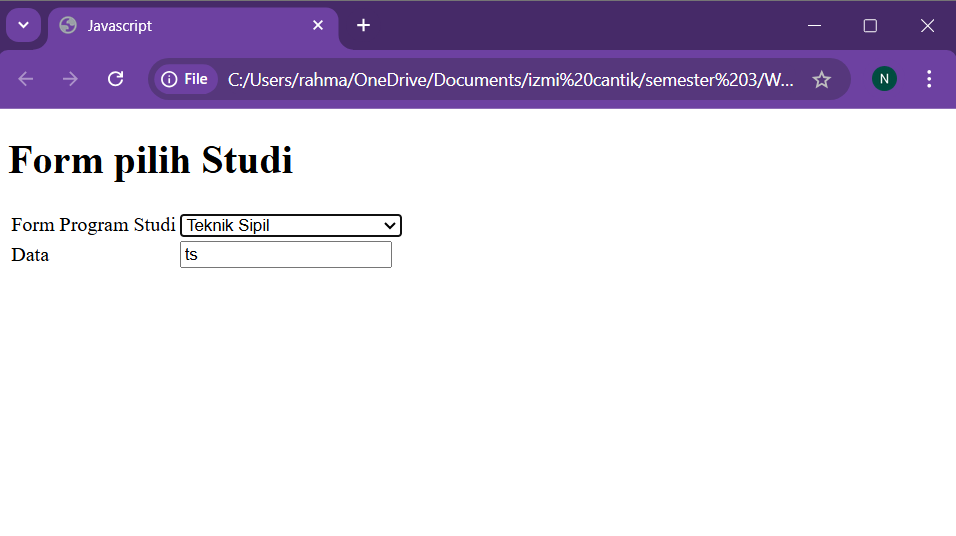 Javascript
File C:/Users/rahma/OneDrive/Documents/izmi%20cantik/semester%203/W...
N
Form pilih Studi
Form Program Studi Teknik Sipil
Data ts